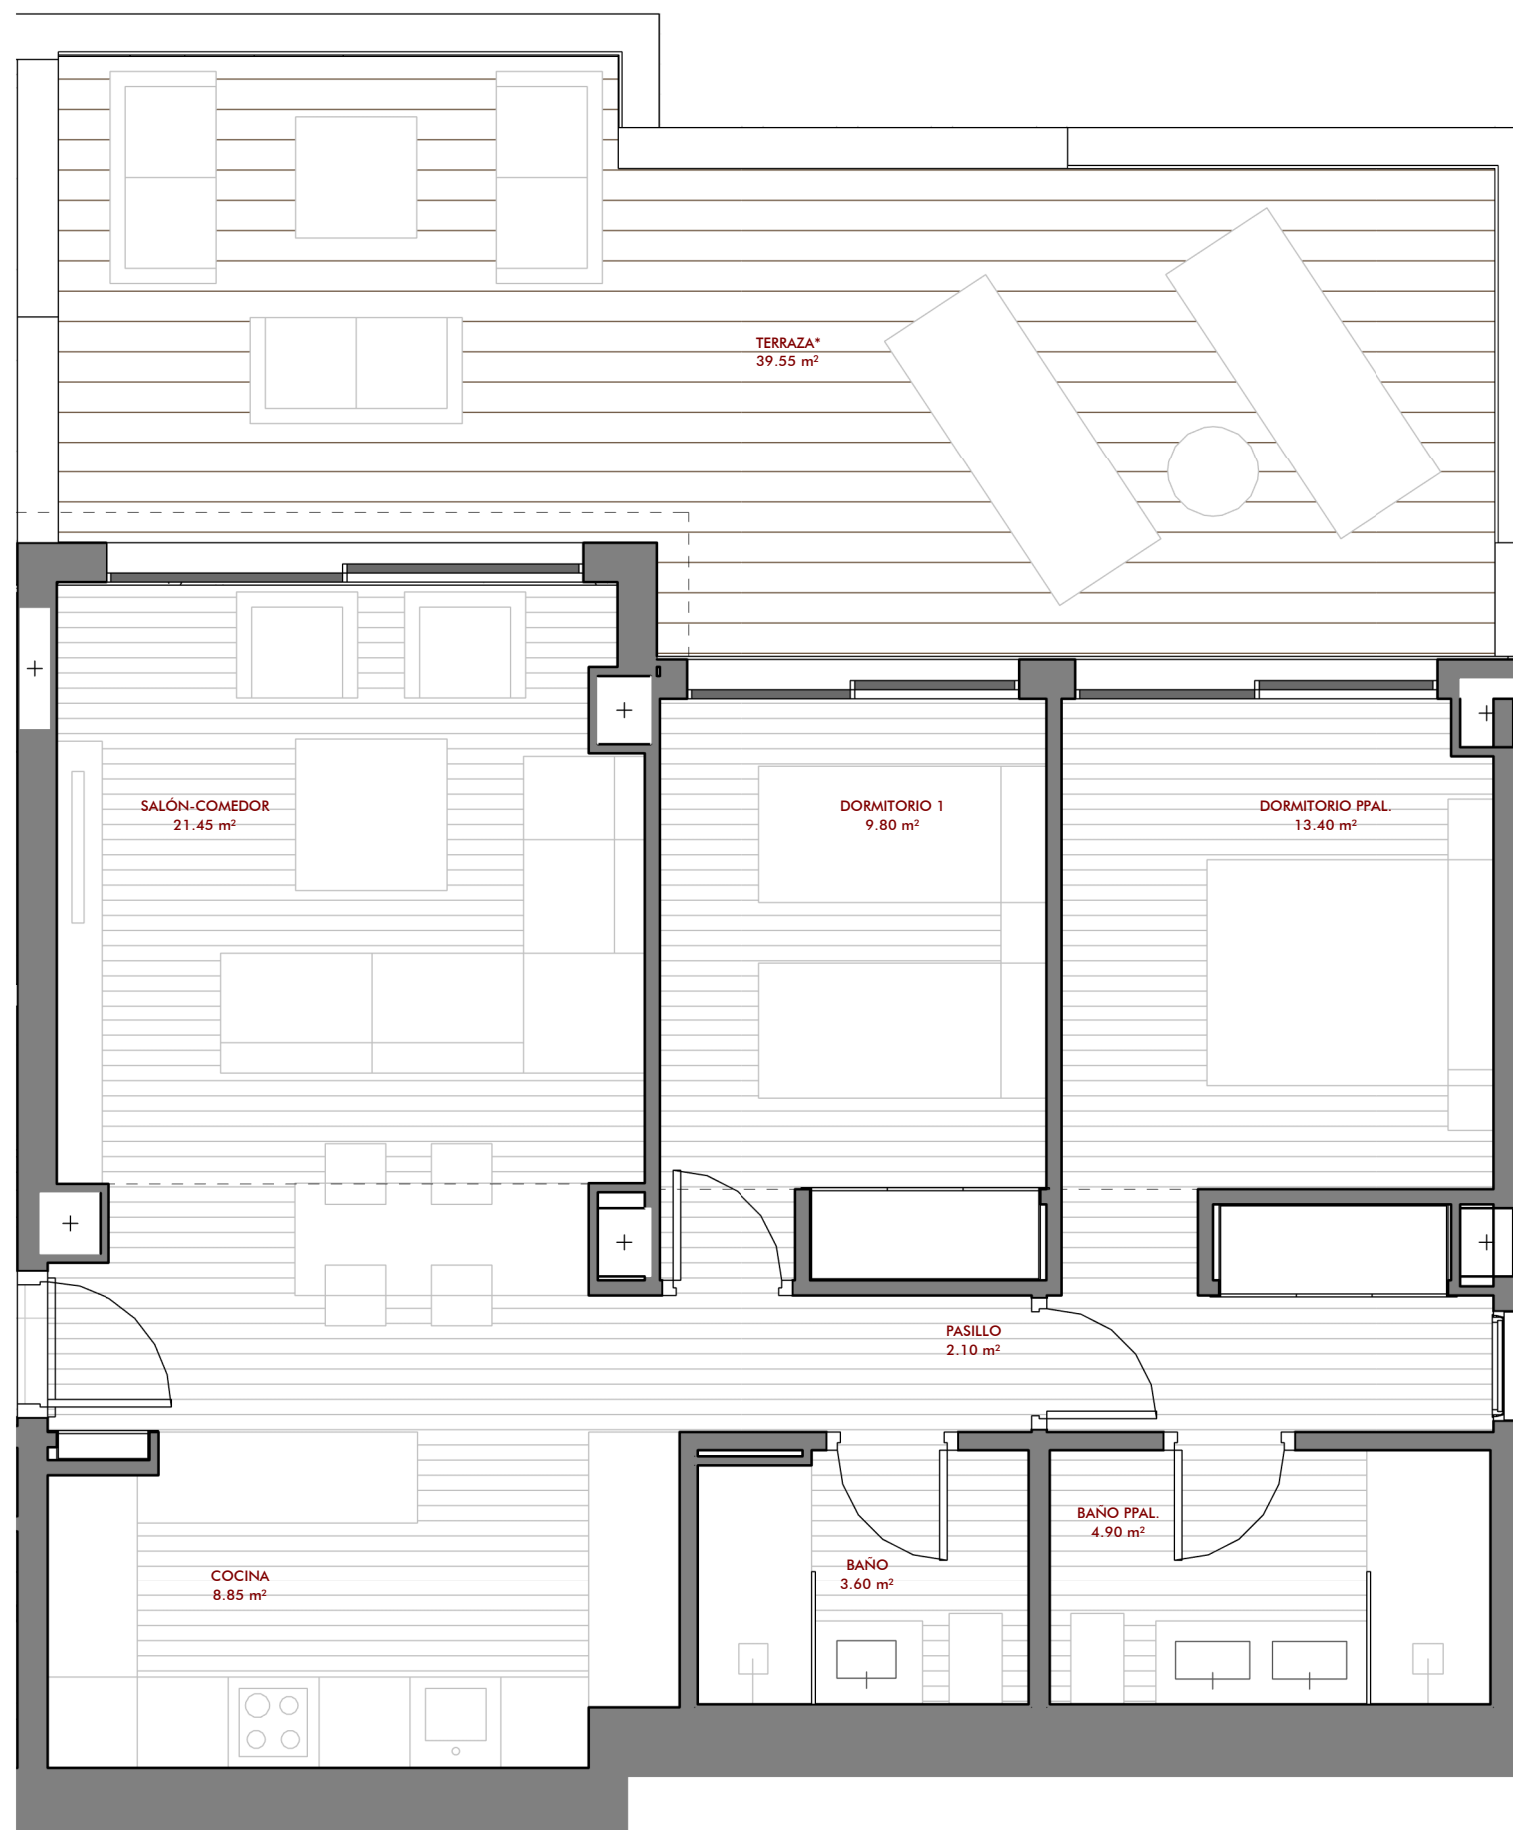 TERRAZA*
39.55 m²
SALÓN-COMEDOR
21.45 m²
DORMITORIO 1
9.80 m²
DORMITORIO PPAL.
13.40 m²
PASILLO
2.10 m²
BAÑO PPAL.
4.90 m²
BAÑO
3.60 m²
COCINA
8.85 m²